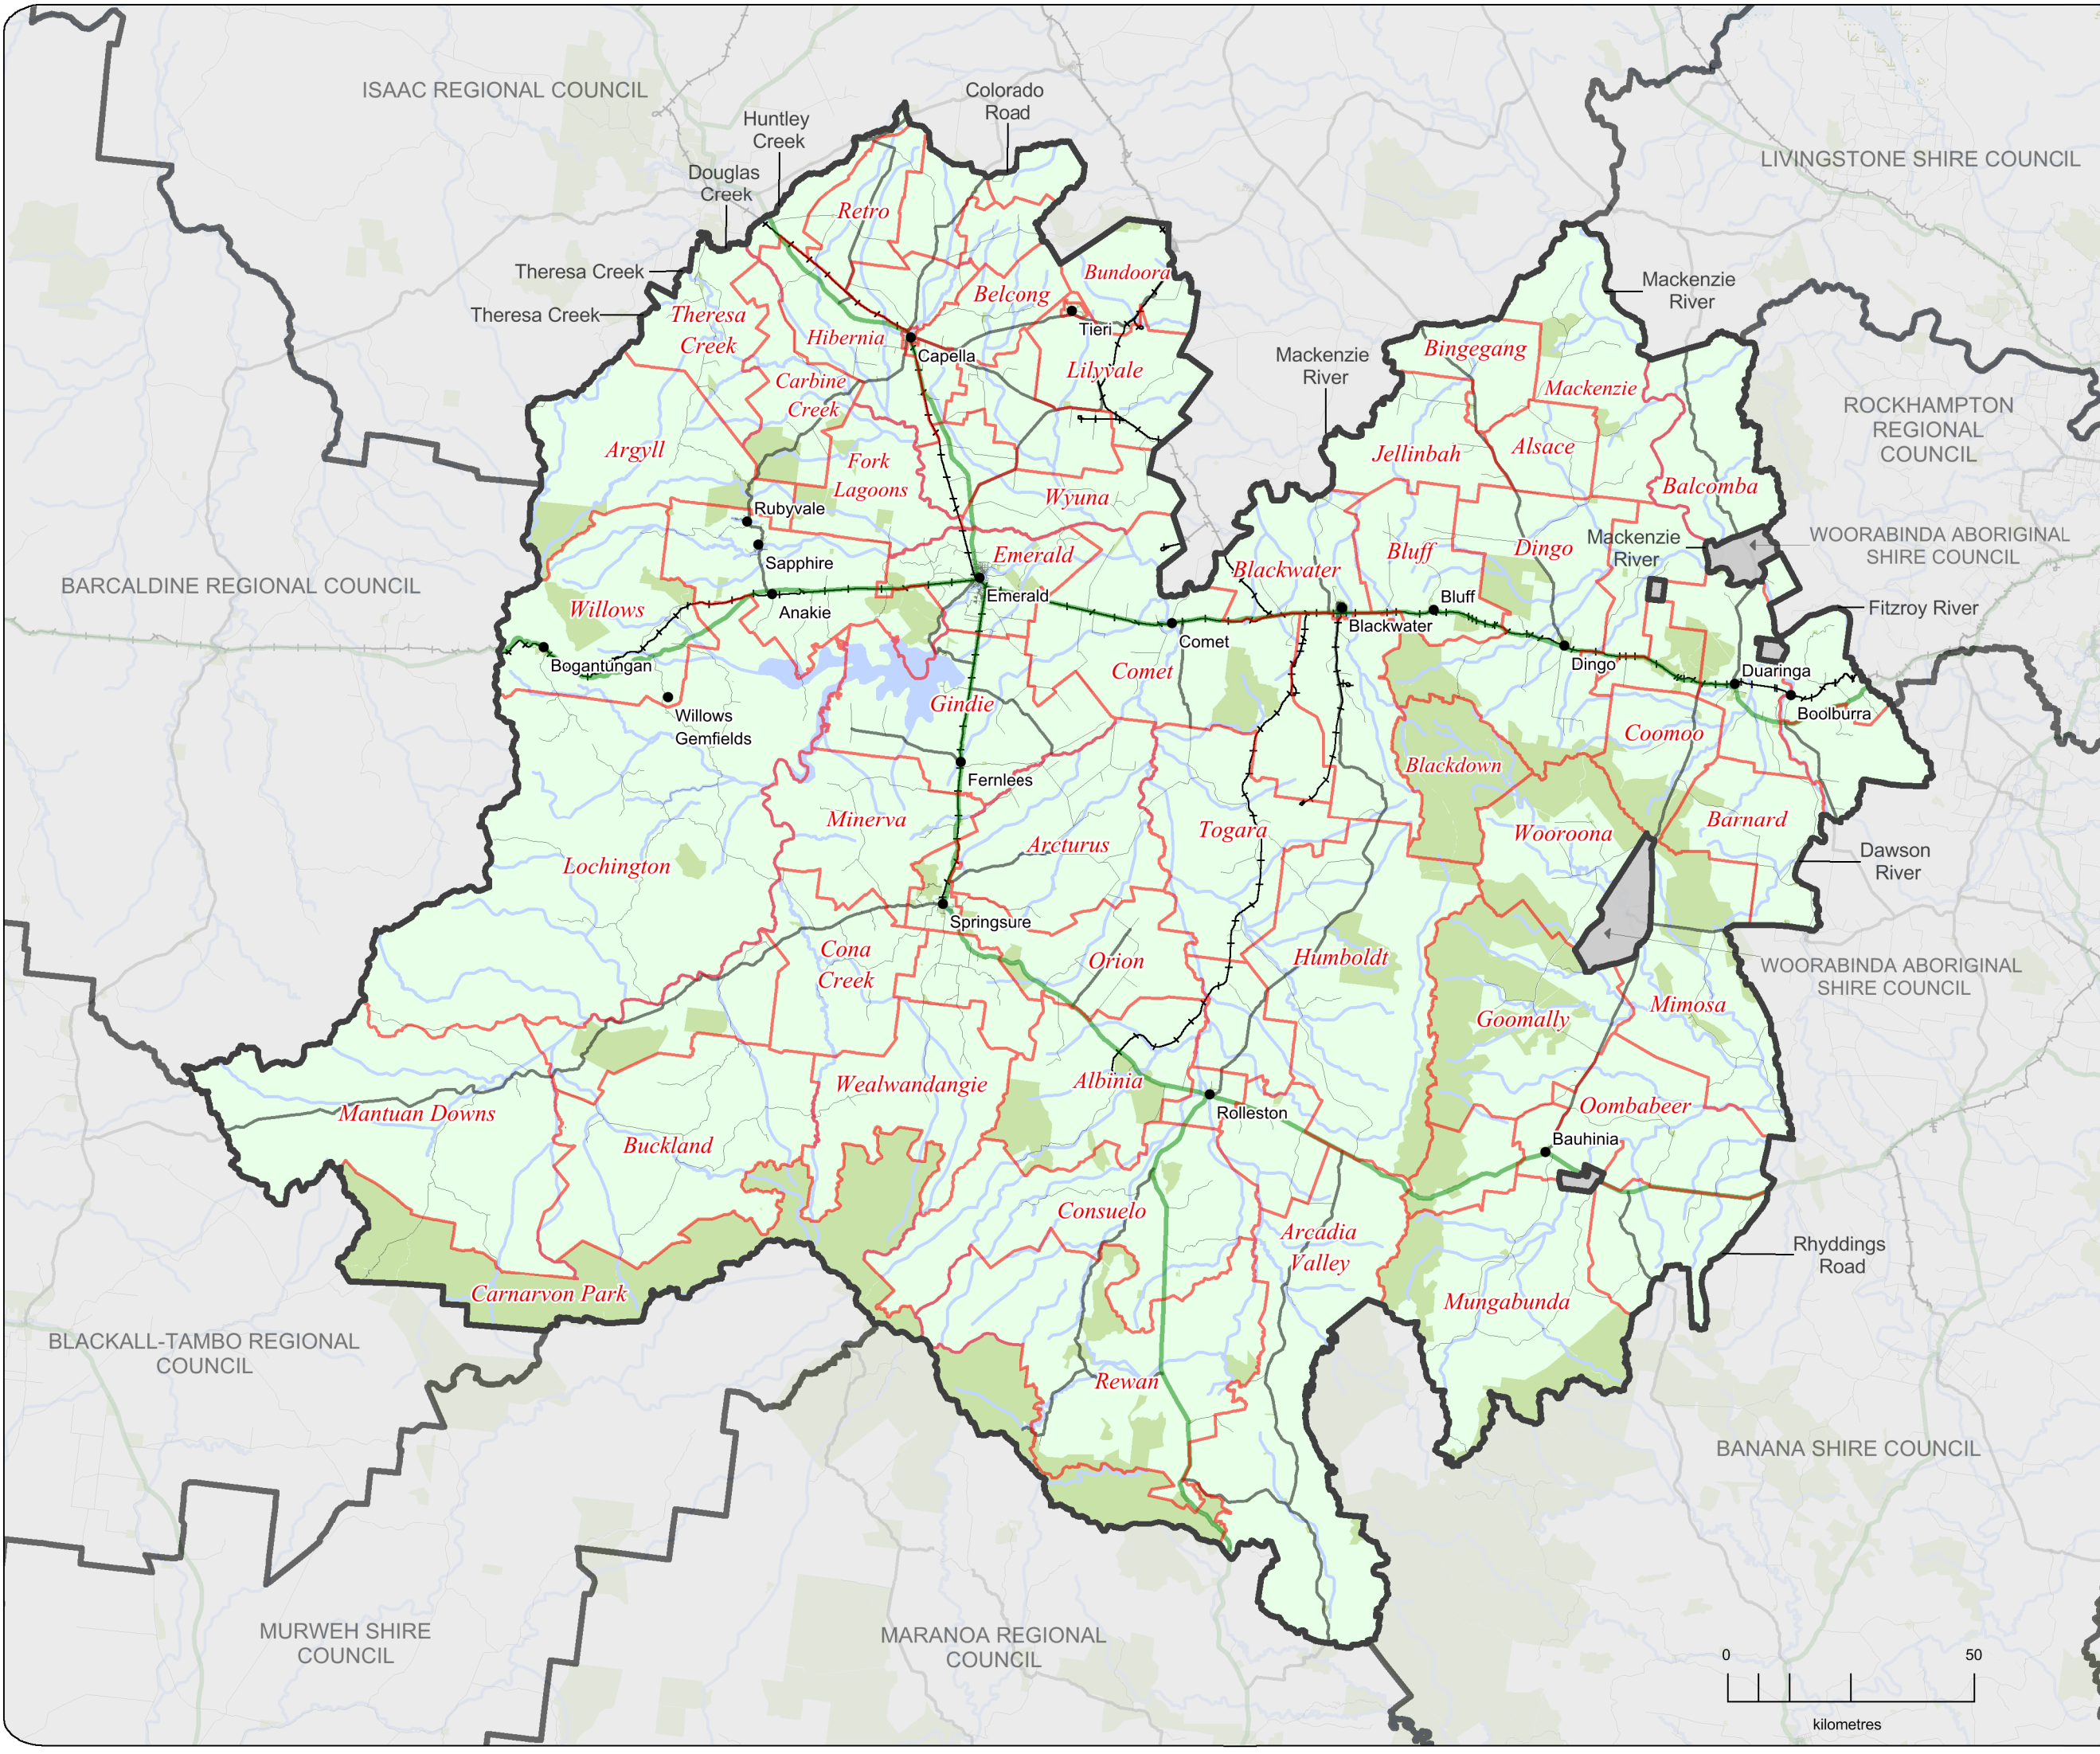 ISAAC REGIONAL COUNCIL
Colorado
Road
Huntley
Creek
Douglas
Creek
LIVINGSTONE SHIRE COUNCIL
Retro
Theresa Creek
Theresa Creek
Bundoora
Belcong
Theresa
Creek
Hibernia
Tieri
Capella
Lilyvale
Carbine
Creek
Mackenzie
River
Mackenzie
River
Bingegang
Mackenzie
ROCKHAMPTON
REGIONAL
COUNCIL
Argyll
Fork
Lagoons
Jellinbah
Alsace
Balcomba
Wyuna
Rubyvale
Sapphire
Emerald
Emerald
Blackwater
Bluff
Dingo
Mackenzie
River
WOORABINDA ABORIGINAL
SHIRE COUNCIL
BARCALDINE REGIONAL COUNCIL
Willows
Anakie
Bluff
Blackwater
Fitzroy River
Comet
Comet
Bogantungan
Dingo
Duaringa
Boolburra
Willows
Gemfields
Gindie
Coomoo
Fernlees
Blackdown
Minerva
Arcturus
Togara
Wooroona
Barnard
Lochington
Dawson
River
Springsure
Cona
Creek
Orion
Humboldt
WOORABINDA ABORIGINAL
SHIRE COUNCIL
Mimosa
Goomally
Wealwandangie
Albinia
Mantuan Downs
Rolleston
Oombabeer
Buckland
Bauhinia
Consuelo
Arcadia
Valley
Rhyddings
Road
Carnarvon Park
Mungabunda
BLACKALL-TAMBO REGIONAL
COUNCIL
Rewan
BANANA SHIRE COUNCIL
MURWEH SHIRE
COUNCIL
MARANOA REGIONAL
COUNCIL
0 50
kilometres